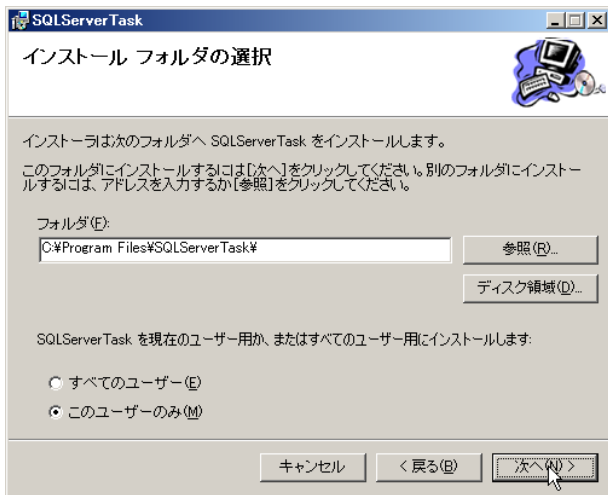 SQLServerTask
インストール フォルダの選択
インストーラは次のフォルダへ SQLServerTask をインストールします。
このフォルダにインストールするには[次へ]をクリックしてください。別のフォルダにインストー
ルするには、アドレスを入力するか[参照]をクリックしてください。
フォルダ(F):
C:¥Program Files¥SQLServerTask¥
参照(R)...
ディスク領域(D)...
SQLServerTask を現在のユーザー用か、またはすべてのユーザー用にインストールします:
すべてのユーザー(E)
このユーザーのみ(M)
キャンセル
< 戻る(B)
次へ(N) >